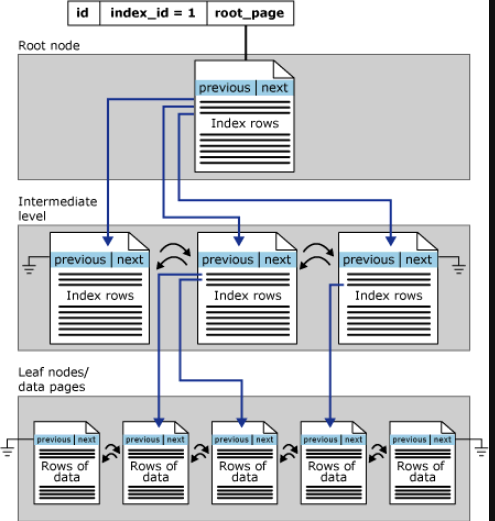 id index_id = 1 root_page
Root node
previous next
Index rows
Intermediate
level
previous next previous next previous next
Index rows Index rows Index rows
Leaf nodes/
data pages
previous next previous next previous next previous next previous next
Rows of Rows of Rows of Rows of Rows of
data data data data data